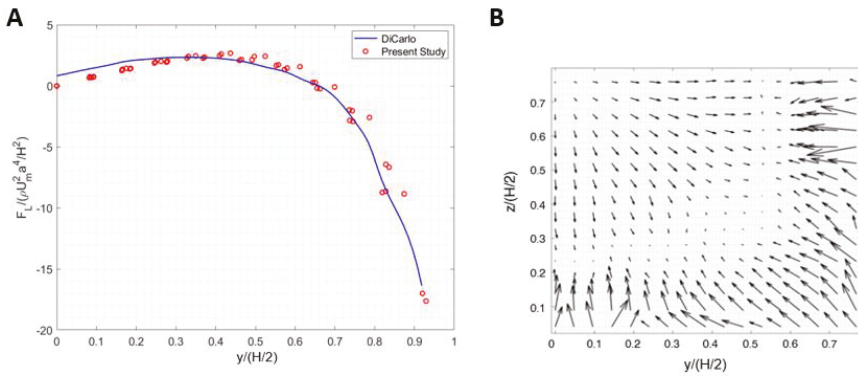 A
B
5
0
-5
-10
-15
-20
F_L/(ρU_m^2a^4/H^2)
DiCarlo
Present Study
0 0.1 0.2 0.3 0.4 0.5 0.6 0.7 0.8 0.9 1
y/(H/2)
0.7
0.6
0.5
0.4
0.3
0.2
0.1
z/(H/2)
0 0.1 0.2 0.3 0.4 0.5 0.6 0.7
y/(H/2)